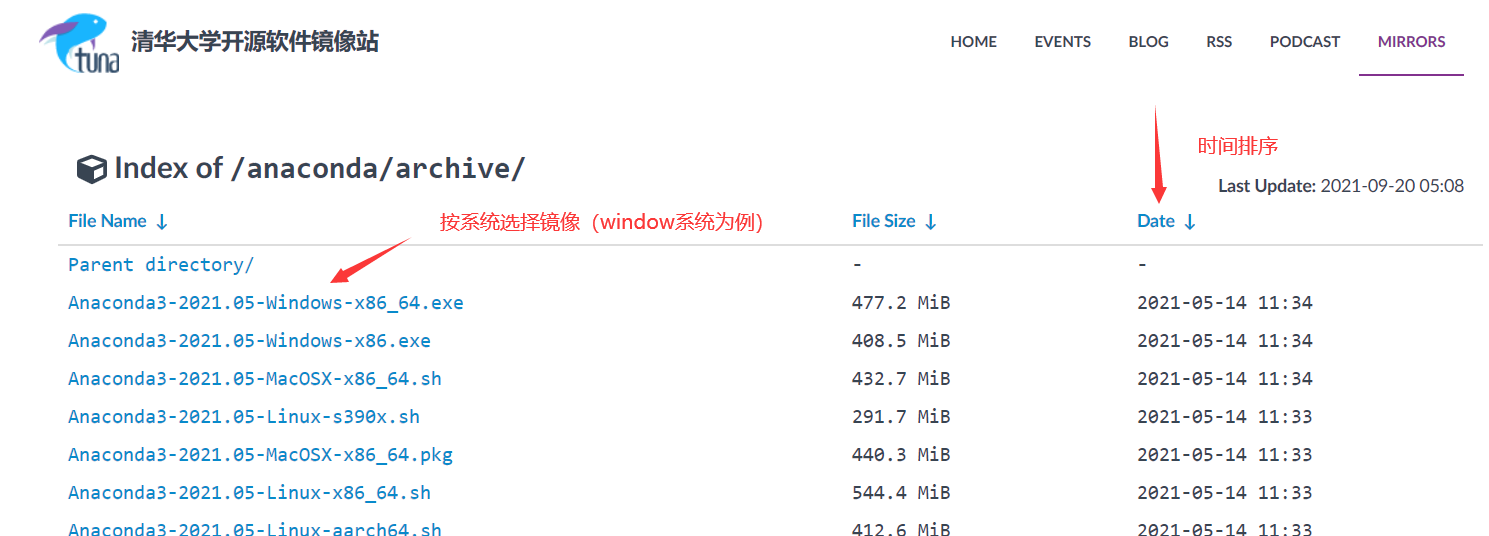 tuna 清华大学开源软件镜像站 HOME EVENTS BLOG RSS PODCAST MIRRORS
时间排序
Index of /anaconda/archive/
Last Update: 2021-09-20 05:08
File Name ↓ 按系统选择镜像（window系统为例） File Size ↓ Date ↓
Parent directory/ - -
Anaconda3-2021.05-Windows-x86_64.exe 477.2 MiB 2021-05-14 11:34
Anaconda3-2021.05-Windows-x86.exe 408.5 MiB 2021-05-14 11:34
Anaconda3-2021.05-MacOSX-x86_64.sh 432.7 MiB 2021-05-14 11:34
Anaconda3-2021.05-Linux-s390x.sh 291.7 MiB 2021-05-14 11:33
Anaconda3-2021.05-MacOSX-x86_64.pkg 440.3 MiB 2021-05-14 11:33
Anaconda3-2021.05-Linux-x86_64.sh 544.4 MiB 2021-05-14 11:33
Anaconda3-2021.05-Linux-aarch64.sh 412.6 MiB 2021-05-14 11:33